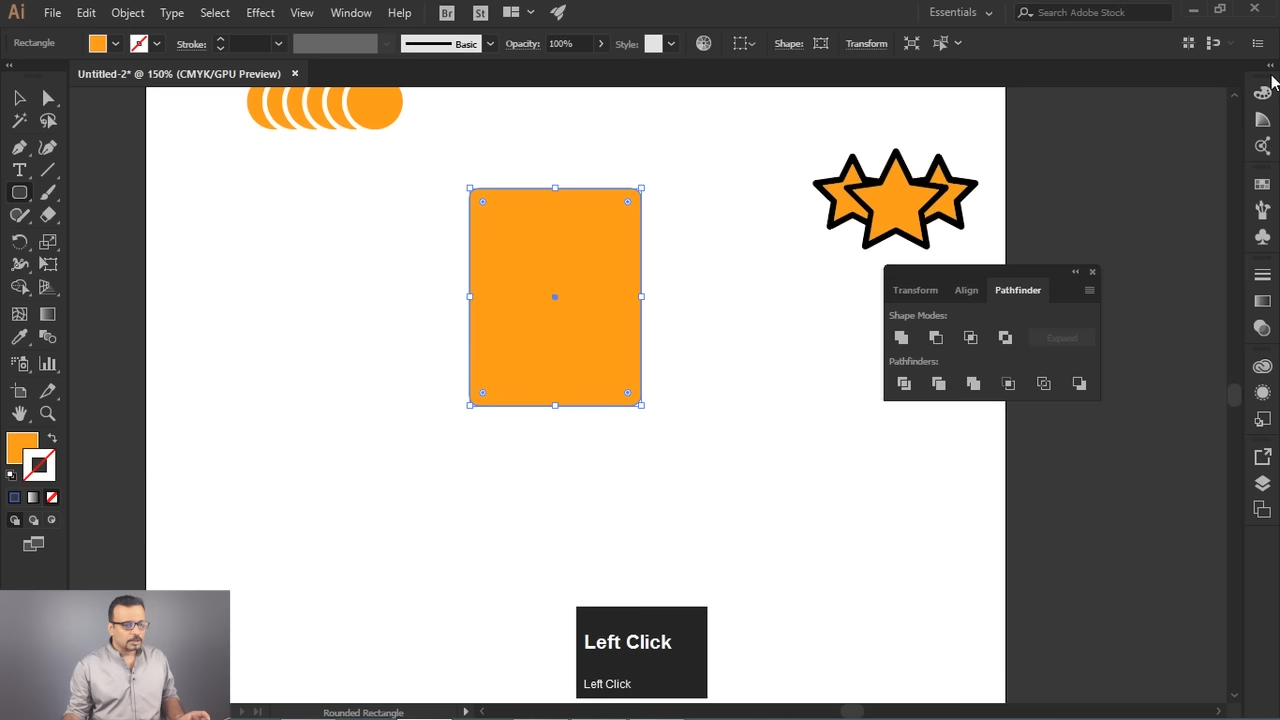 Ai File Edit Object Type Select Effect View Window Help Br St Essentials Search Adobe Stock
Rectangle Stroke: Basic Opacity: 100% Style: Shape: Transform
Untitled-2* @ 150% (CMYK/GPU Preview)
Transform Align Pathfinder
Shape Modes:
Expand
Pathfinders:
Left Click
Left Click
Rounded Rectangle